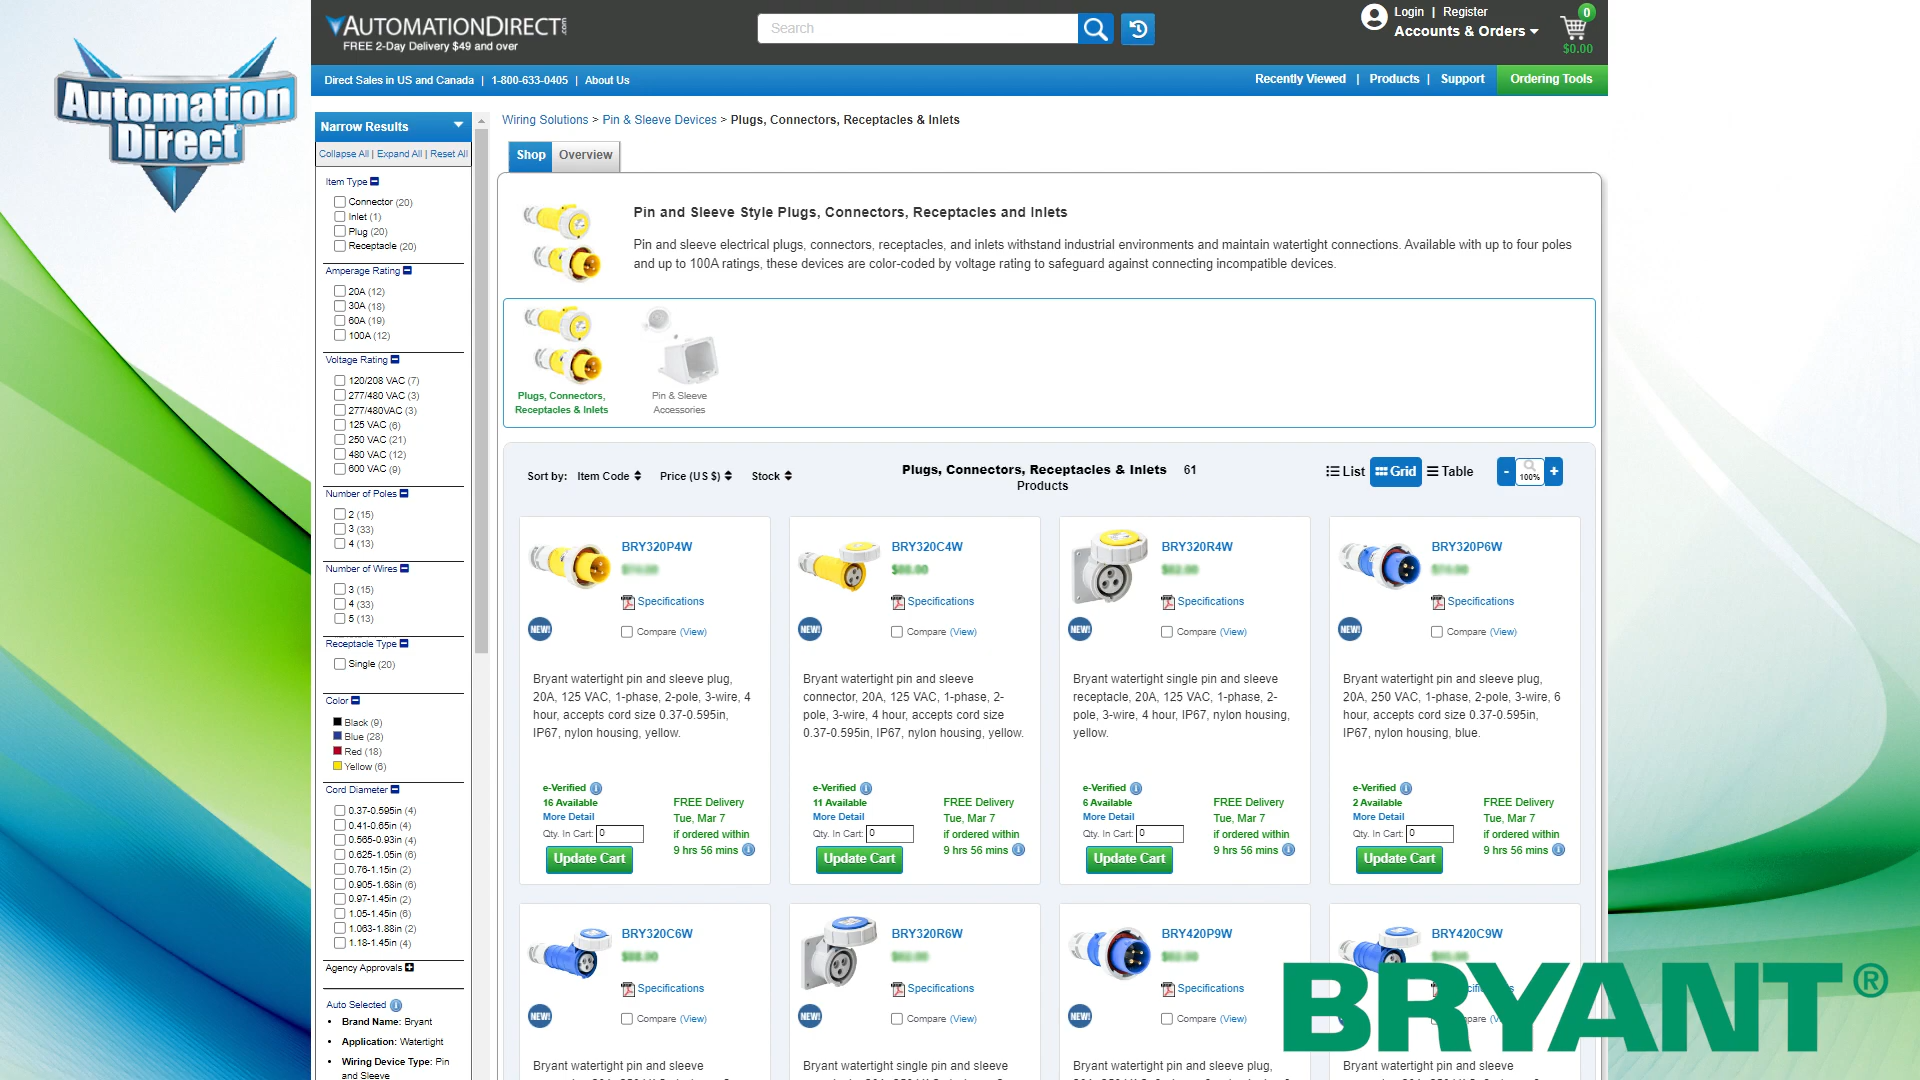 Automation
Direct
AUTOMATIONDIRECT.com
FREE 2-Day Delivery $49 and over
Search
Login | Register
Accounts & Orders
0
$0.00
Direct Sales in US and Canada | 1-800-633-0405 | About Us
Recently Viewed | Products | Support
Ordering Tools
Narrow Results
Collapse All | Expand All | Reset All
Item Type
Connector (20)
Inlet (1)
Plug (20)
Receptacle (20)
Amperage Rating
20A (12)
30A (18)
60A (19)
100A (12)
Voltage Rating
120/208 VAC (7)
277/480 VAC (3)
277/480VAC (3)
125 VAC (6)
250 VAC (21)
480 VAC (12)
600 VAC (9)
Number of Poles
2 (15)
3 (33)
4 (13)
Number of Wires
3 (15)
4 (33)
5 (13)
Receptacle Type
Single (20)
Color
Black (9)
Blue (28)
Red (18)
Yellow (6)
Cord Diameter
0.37-0.595in (4)
0.41-0.65in (4)
0.565-0.93in (4)
0.625-1.05in (6)
0.76-1.15in (2)
0.905-1.68in (6)
0.97-1.45in (2)
1.05-1.45in (6)
1.063-1.88in (2)
1.18-1.45in (4)
Agency Approvals
Auto Selected
• Brand Name: Bryant
• Application: Watertight
• Wiring Device Type: Pin
and Sleeve
Wiring Solutions > Pin & Sleeve Devices > Plugs, Connectors, Receptacles & Inlets
Shop
Overview
Pin and Sleeve Style Plugs, Connectors, Receptacles and Inlets
Pin and sleeve electrical plugs, connectors, receptacles, and inlets withstand industrial environments and maintain watertight connections. Available with up to four poles
and up to 100A ratings, these devices are color-coded by voltage rating to safeguard against connecting incompatible devices.
Plugs, Connectors,
Receptacles & Inlets
Pin & Sleeve
Accessories
Sort by: Item Code Price (US $) Stock
Plugs, Connectors, Receptacles & Inlets 61
Products
List Grid Table
- 100% +
BRY320P4W
Specifications
NEW!
Compare (View)
Bryant watertight pin and sleeve plug,
20A, 125 VAC, 1-phase, 2-pole, 3-wire, 4
hour, accepts cord size 0.37-0.595in,
IP67, nylon housing, yellow.
e-Verified
16 Available
More Detail
Qty. In Cart: 0
Update Cart
FREE Delivery
Tue, Mar 7
if ordered within
9 hrs 56 mins
BRY320C4W
Specifications
NEW!
Compare (View)
Bryant watertight pin and sleeve
connector, 20A, 125 VAC, 1-phase, 2-
pole, 3-wire, 4 hour, accepts cord size
0.37-0.595in, IP67, nylon housing, yellow.
e-Verified
11 Available
More Detail
Qty. In Cart: 0
Update Cart
FREE Delivery
Tue, Mar 7
if ordered within
9 hrs 56 mins
BRY320R4W
Specifications
NEW!
Compare (View)
Bryant watertight single pin and sleeve
receptacle, 20A, 125 VAC, 1-phase, 2-
pole, 3-wire, 4 hour, IP67, nylon housing,
yellow.
e-Verified
6 Available
More Detail
Qty. In Cart: 0
Update Cart
FREE Delivery
Tue, Mar 7
if ordered within
9 hrs 56 mins
BRY320P6W
Specifications
NEW!
Compare (View)
Bryant watertight pin and sleeve plug,
20A, 250 VAC, 1-phase, 2-pole, 3-wire, 6
hour, accepts cord size 0.37-0.595in,
IP67, nylon housing, blue.
e-Verified
2 Available
More Detail
Qty. In Cart: 0
Update Cart
FREE Delivery
Tue, Mar 7
if ordered within
9 hrs 56 mins
BRY320C6W
Specifications
NEW!
Compare (View)
Bryant watertight pin and sleeve
BRY320R6W
Specifications
NEW!
Compare (View)
Bryant watertight single pin and sleeve
BRY420P9W
Specifications
NEW!
Compare (View)
Bryant watertight pin and sleeve plug,
BRY420C9W
Bryant watertight pin and sleeve
BRYANT®